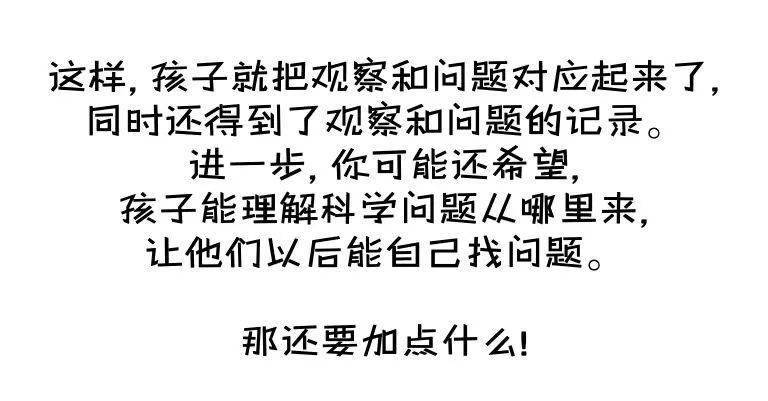 这样,孩子就把观察和问题对应起来了,
同时还得到了观察和问题的记录。
进一步,你可能还希望,
孩子能理解科学问题从哪里来,
让他们以后能自己找问题。
那还要加点什么!